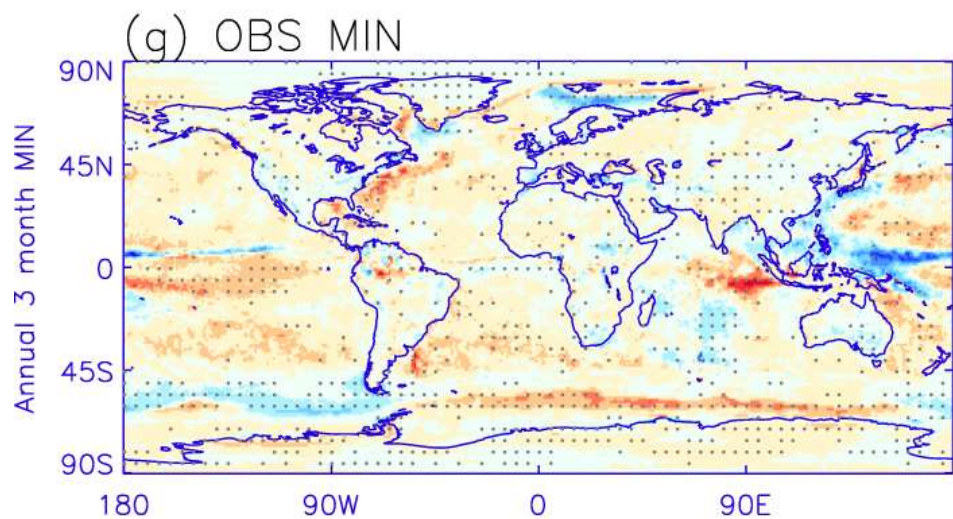 (g) OBS MIN
Annual 3 month MIN
90N
45N
0
45S
90S
180
90W
0
90E